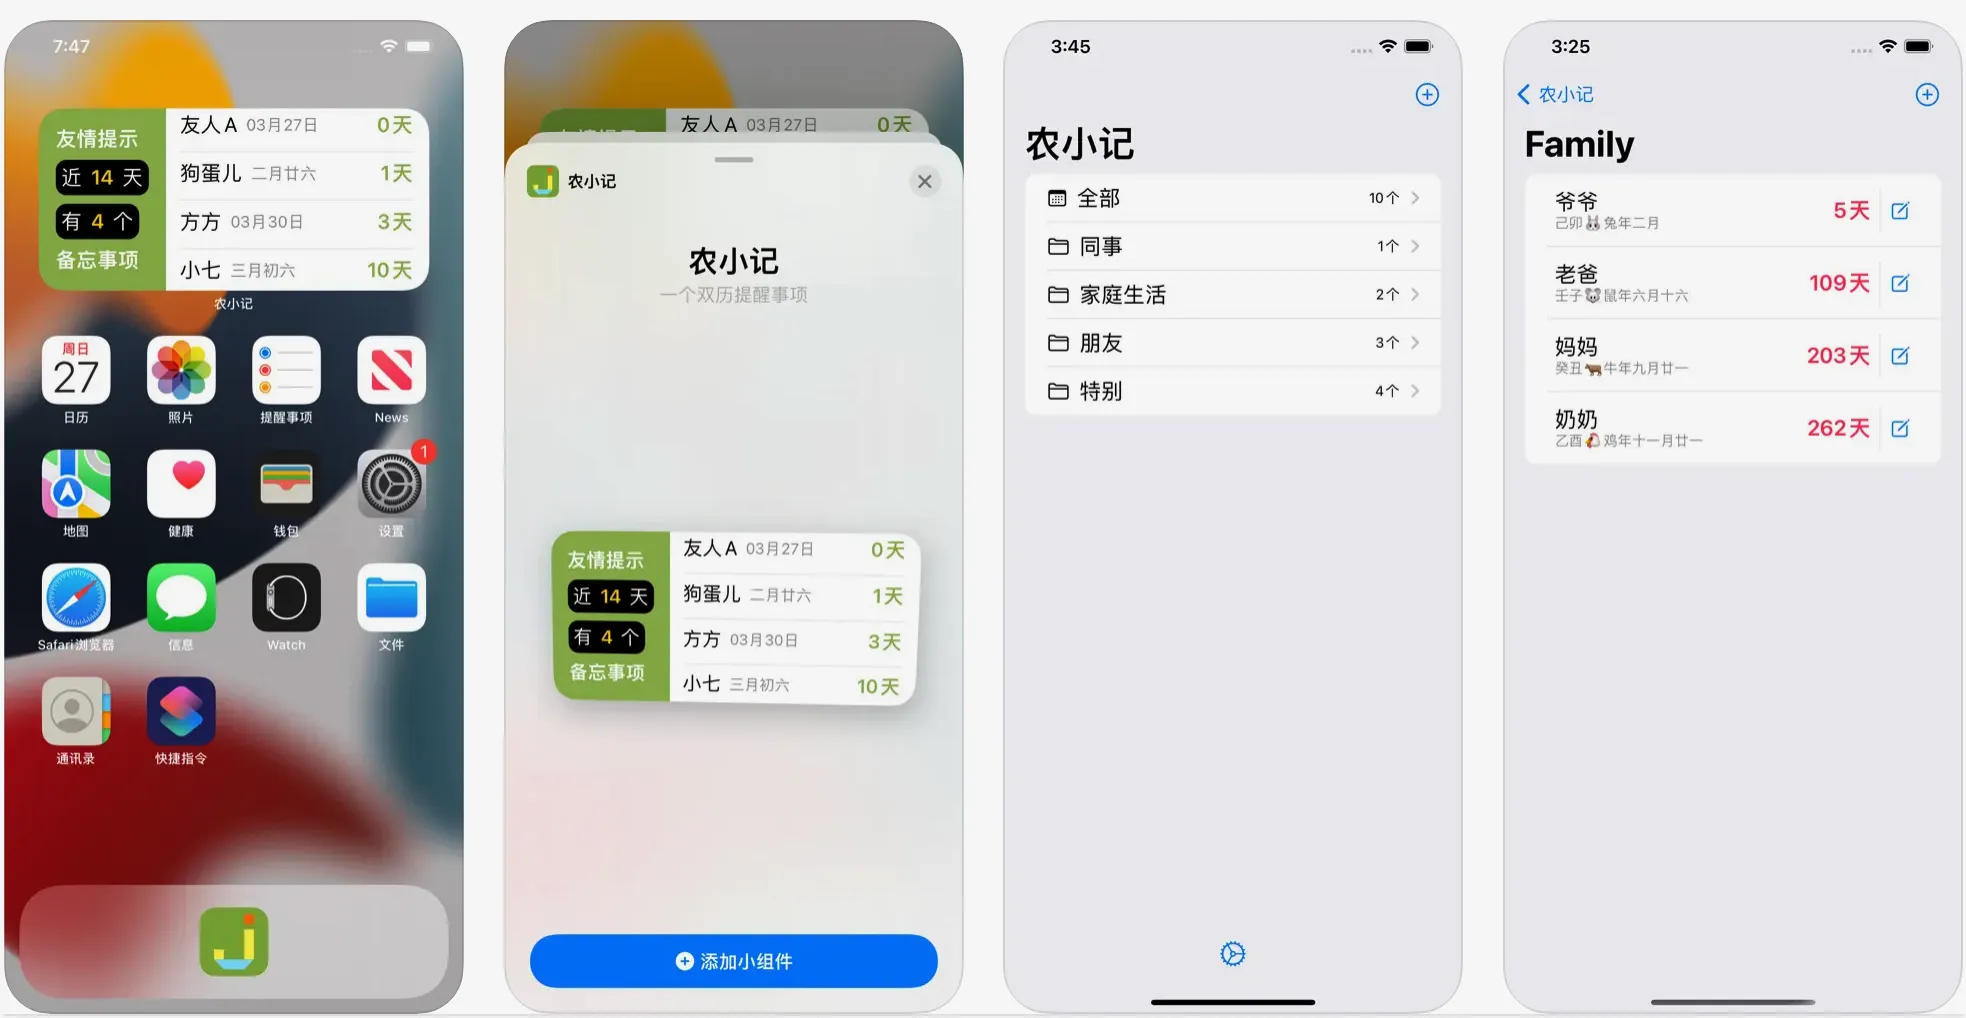 7:47
友情提示
近 14 天
有 4 个
备忘事项
友人A 03月27日 0天
狗蛋儿 二月廿六 1天
方方 03月30日 3天
小七 三月初六 10天
农小记
周日
27
日历
照片
提醒事项
News
地图
健康
钱包
1
设置
Safari浏览器
信息
Watch
文件
通讯录
快捷指令
友情提示
友人A 03月27日 0天
农小记
农小记
一个双历提醒事项
友情提示
近 14 天
有 4 个
备忘事项
友人A 03月27日 0天
狗蛋儿 二月廿六 1天
方方 03月30日 3天
小七 三月初六 10天
添加小组件
3:45
农小记
全部 10个
同事 1个
家庭生活 2个
朋友 3个
特别 4个
3:25
农小记
Family
爷爷
己卯🐰兔年二月
5天
老爸
壬子🐭鼠年六月十六
109天
妈妈
癸丑🐂牛年九月廿一
203天
奶奶
乙酉🐔鸡年十一月廿一
262天